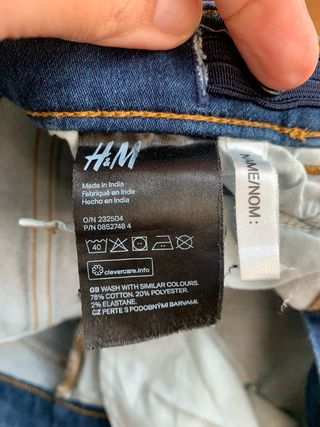 H&M
Made in India
Fabriqué en Inde
Hecho en India
O/N 232504
P/N 0852748 4
40
clevercare.info
GB WASH WITH SIMILAR COLOURS.
78% COTTON. 20% POLYESTER.
2% ELASTANE.
CZ PERTE S PODOBNÝMI BARVAMI.
/NOM: